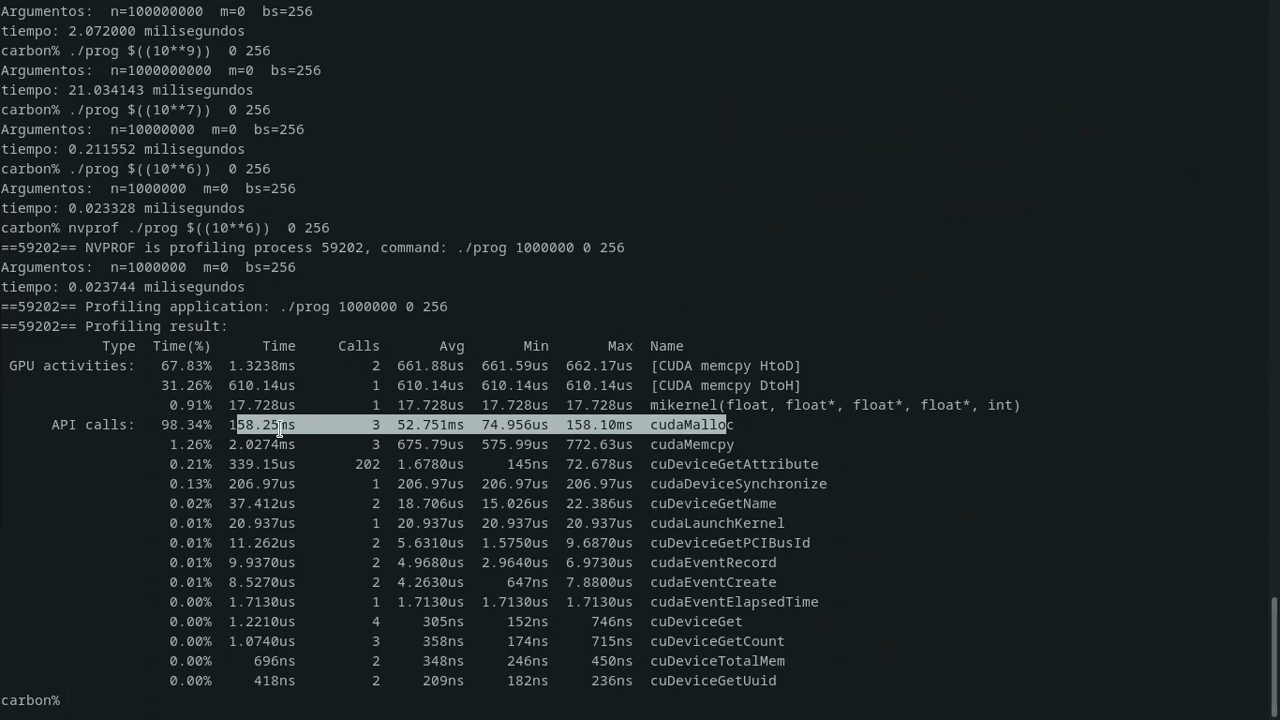 Argumentos:  n=100000000  m=0  bs=256
tiempo: 2.072000 milisegundos
carbon% ./prog $((10**9))  0 256
Argumentos:  n=1000000000  m=0  bs=256
tiempo: 21.034143 milisegundos
carbon% ./prog $((10**7))  0 256
Argumentos:  n=10000000  m=0  bs=256
tiempo: 0.211552 milisegundos
carbon% ./prog $((10**6))  0 256
Argumentos:  n=1000000  m=0  bs=256
tiempo: 0.023328 milisegundos
carbon% nvprof ./prog $((10**6))  0 256
==59202== NVPROF is profiling process 59202, command: ./prog 1000000 0 256
Argumentos:  n=1000000  m=0  bs=256
tiempo: 0.023744 milisegundos
==59202== Profiling application: ./prog 1000000 0 256
==59202== Profiling result:
Type  Time(%)      Time     Calls       Avg       Min       Max  Name
GPU activities:   67.83%  1.3238ms         2  661.88us  661.59us  662.17us  [CUDA memcpy HtoD]
31.26%  610.14us         1  610.14us  610.14us  610.14us  [CUDA memcpy DtoH]
0.91%  17.728us         1  17.728us  17.728us  17.728us  mikernel(float, float*, float*, float*, int)
API calls:   98.34%  158.25ms         3  52.751ms  74.956us  158.10ms  cudaMalloc
1.26%  2.0274ms         3  675.79us  575.99us  772.63us  cudaMemcpy
0.21%  339.15us       202  1.6780us     145ns  72.678us  cuDeviceGetAttribute
0.13%  206.97us         1  206.97us  206.97us  206.97us  cudaDeviceSynchronize
0.02%  37.412us         2  18.706us  15.026us  22.386us  cuDeviceGetName
0.01%  20.937us         1  20.937us  20.937us  20.937us  cudaLaunchKernel
0.01%  11.262us         2  5.6310us  1.5750us  9.6870us  cuDeviceGetPCIBusId
0.01%  9.9370us         2  4.9680us  2.9640us  6.9730us  cudaEventRecord
0.01%  8.5270us         2  4.2630us     647ns  7.8800us  cudaEventCreate
0.00%  1.7130us         1  1.7130us  1.7130us  1.7130us  cudaEventElapsedTime
0.00%  1.2210us         4     305ns     152ns     746ns  cuDeviceGet
0.00%  1.0740us         3     358ns     174ns     715ns  cuDeviceGetCount
0.00%     696ns         2     348ns     246ns     450ns  cuDeviceTotalMem
0.00%     418ns         2     209ns     182ns     236ns  cuDeviceGetUuid
carbon%